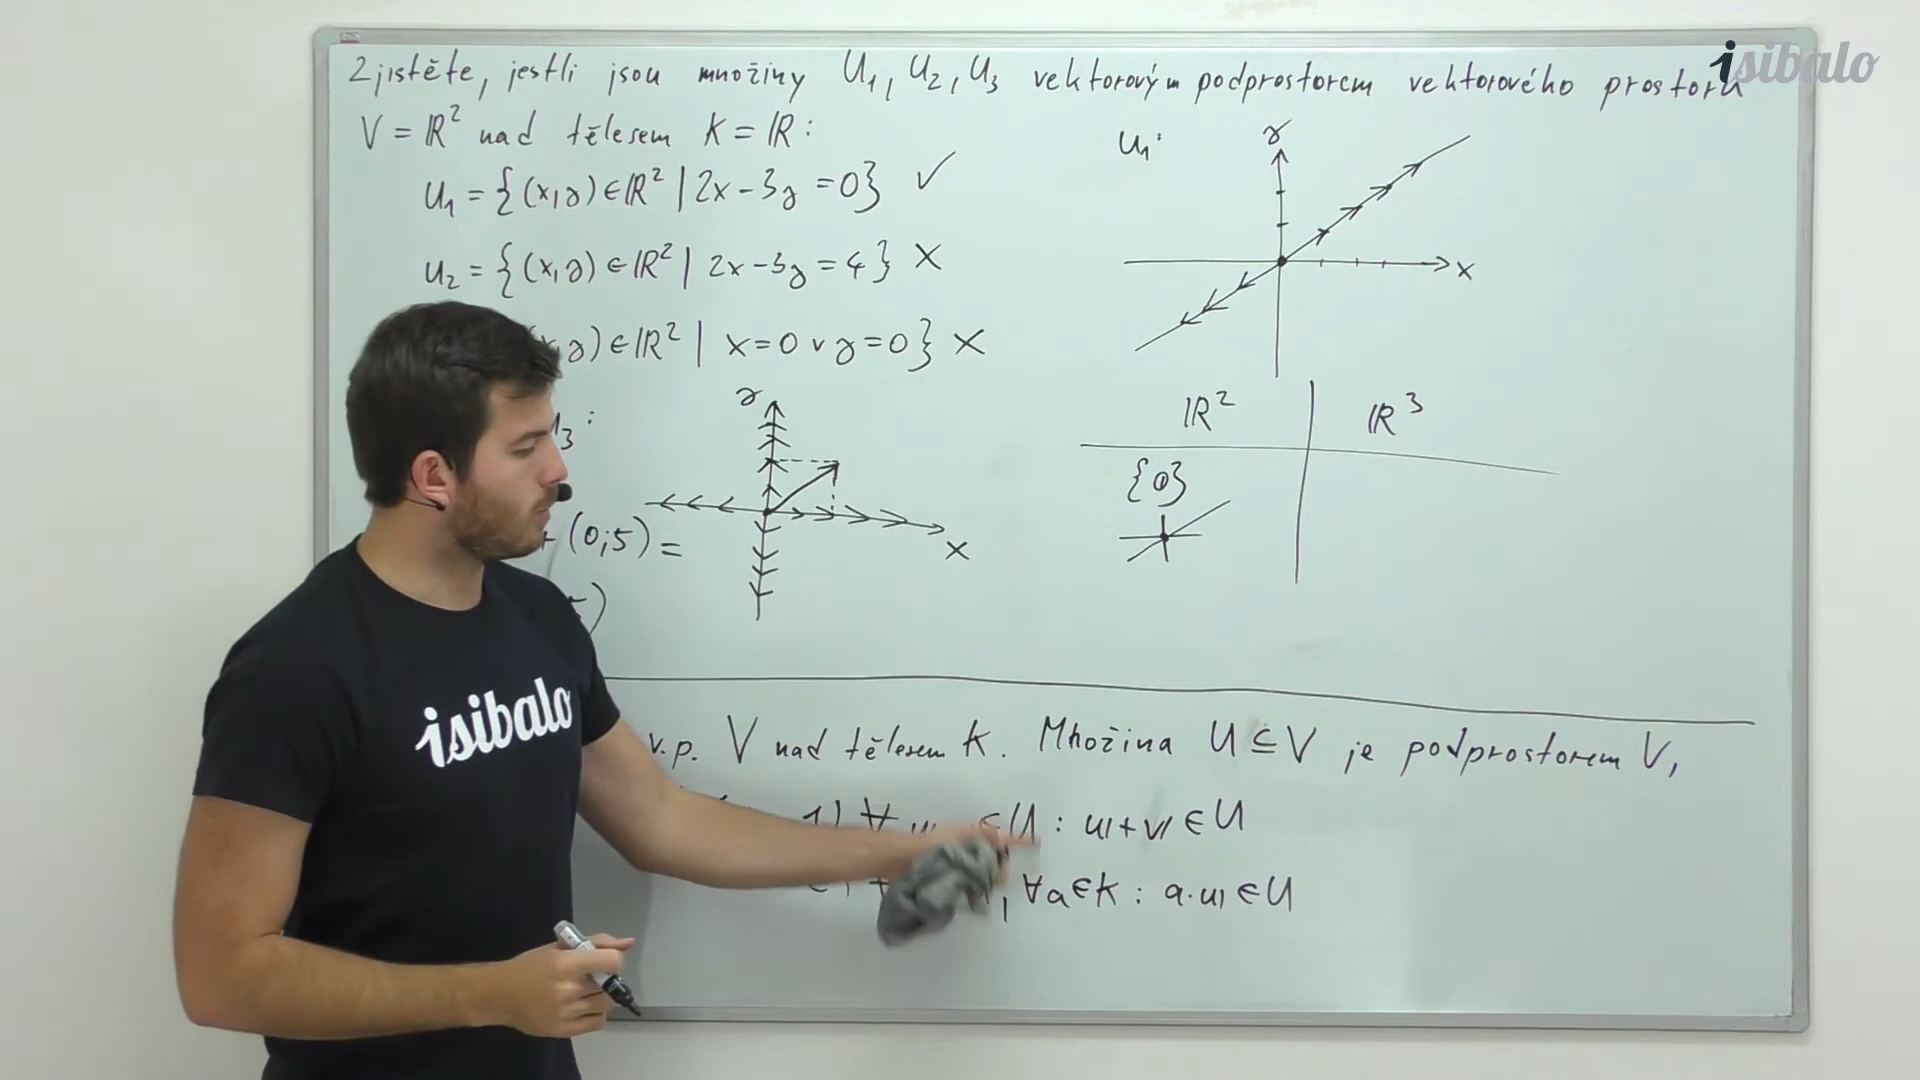 Zjistěte, jestli jsou množiny U₁, U₂, U₃ vektorovým podprostorem vektorového prostoru
V = ℝ² nad tělesem K = ℝ:
U₁ = {(x,y) ∈ ℝ² | 2x - 3y = 0} ✓
U₂ = {(x,y) ∈ ℝ² | 2x - 3y = 4} X
x,y) ∈ ℝ² | x = 0 ∨ y = 0} X
₃:
+ (0;5) =
)
y
x
U₁:
y
x
ℝ² ℝ³
{0}
v.p. V nad tělesem K. Množina U ⊆ V je podprostorem V,
1) ∀ u ∈ U : u + v ∈ U
∀a ∈ K : a·u ∈ U
isibalo
isibalo